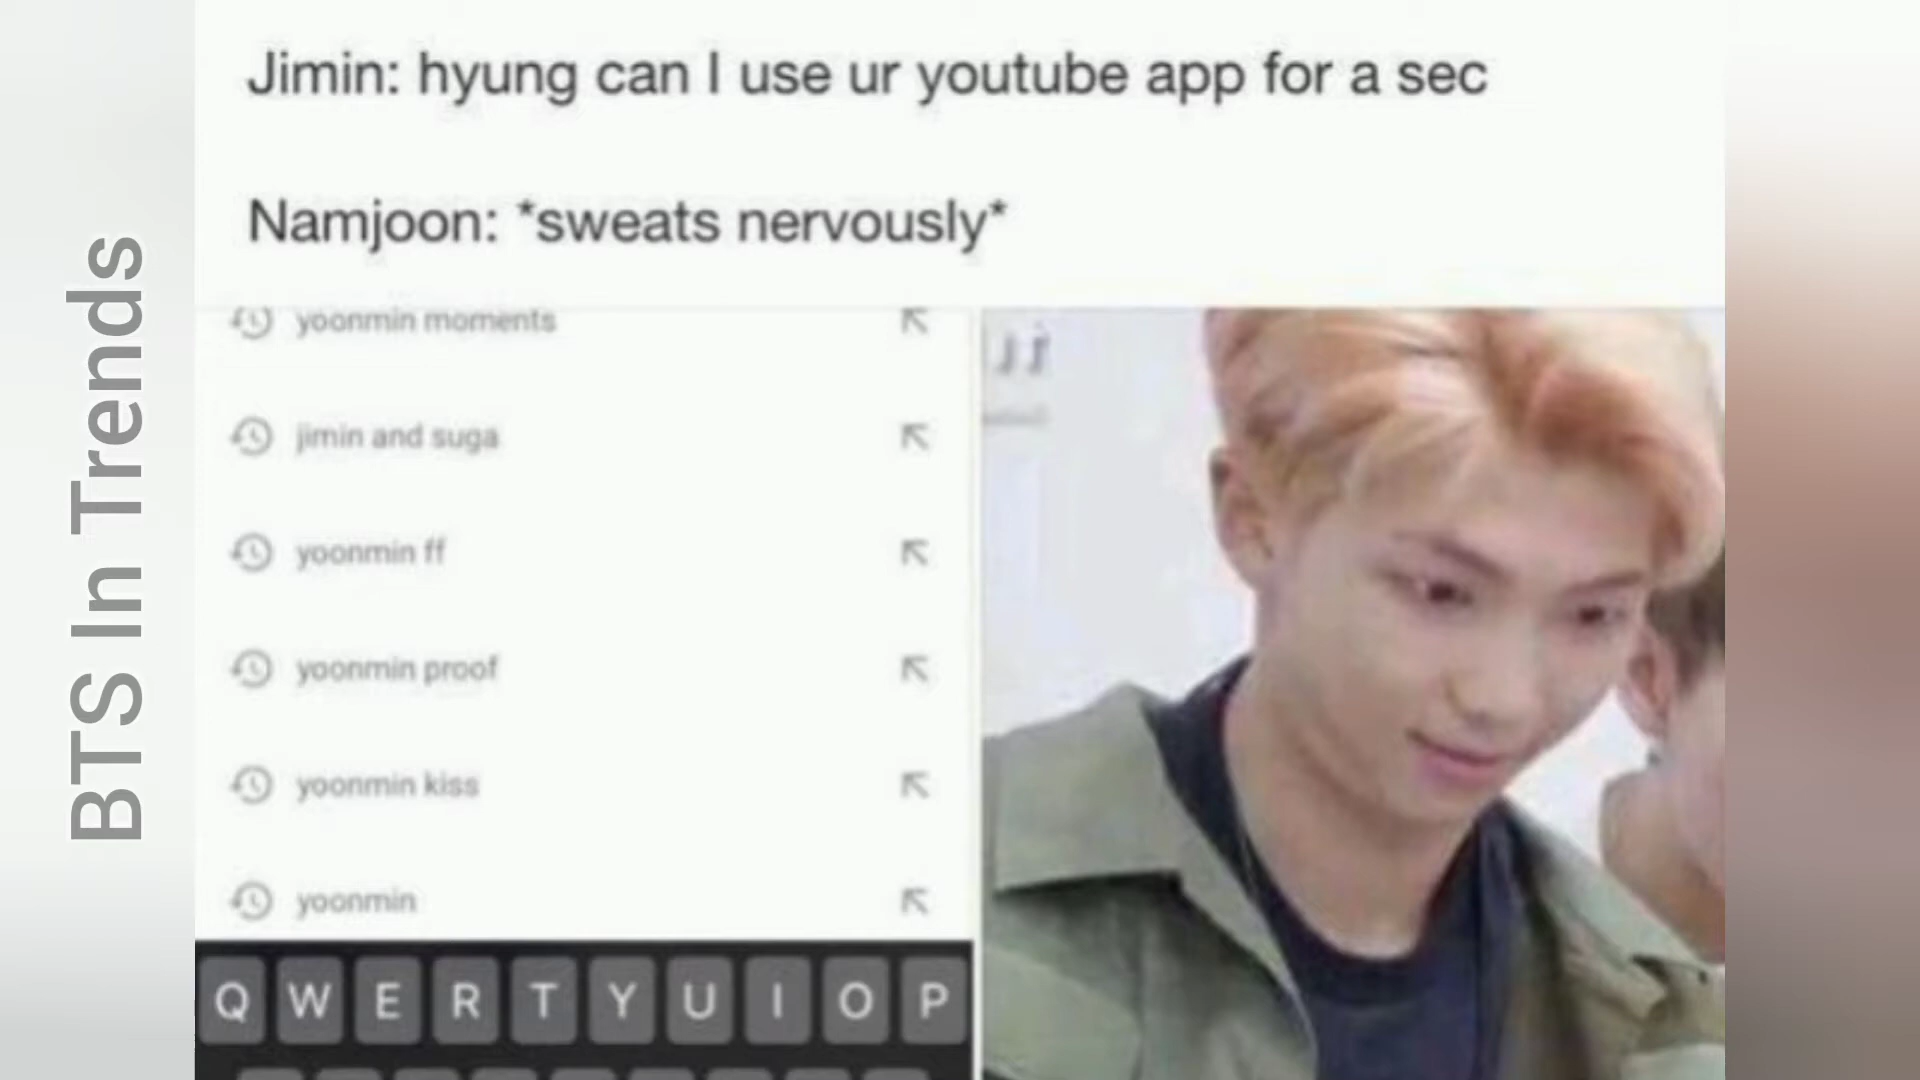 Jimin: hyung can I use ur youtube app for a sec
Namjoon: *sweats nervously*
BTS In Trends
yoonmin moments
jimin and suga
yoonmin ff
yoonmin proof
yoonmin kiss
yoonmin
Q W E R T Y U I O P